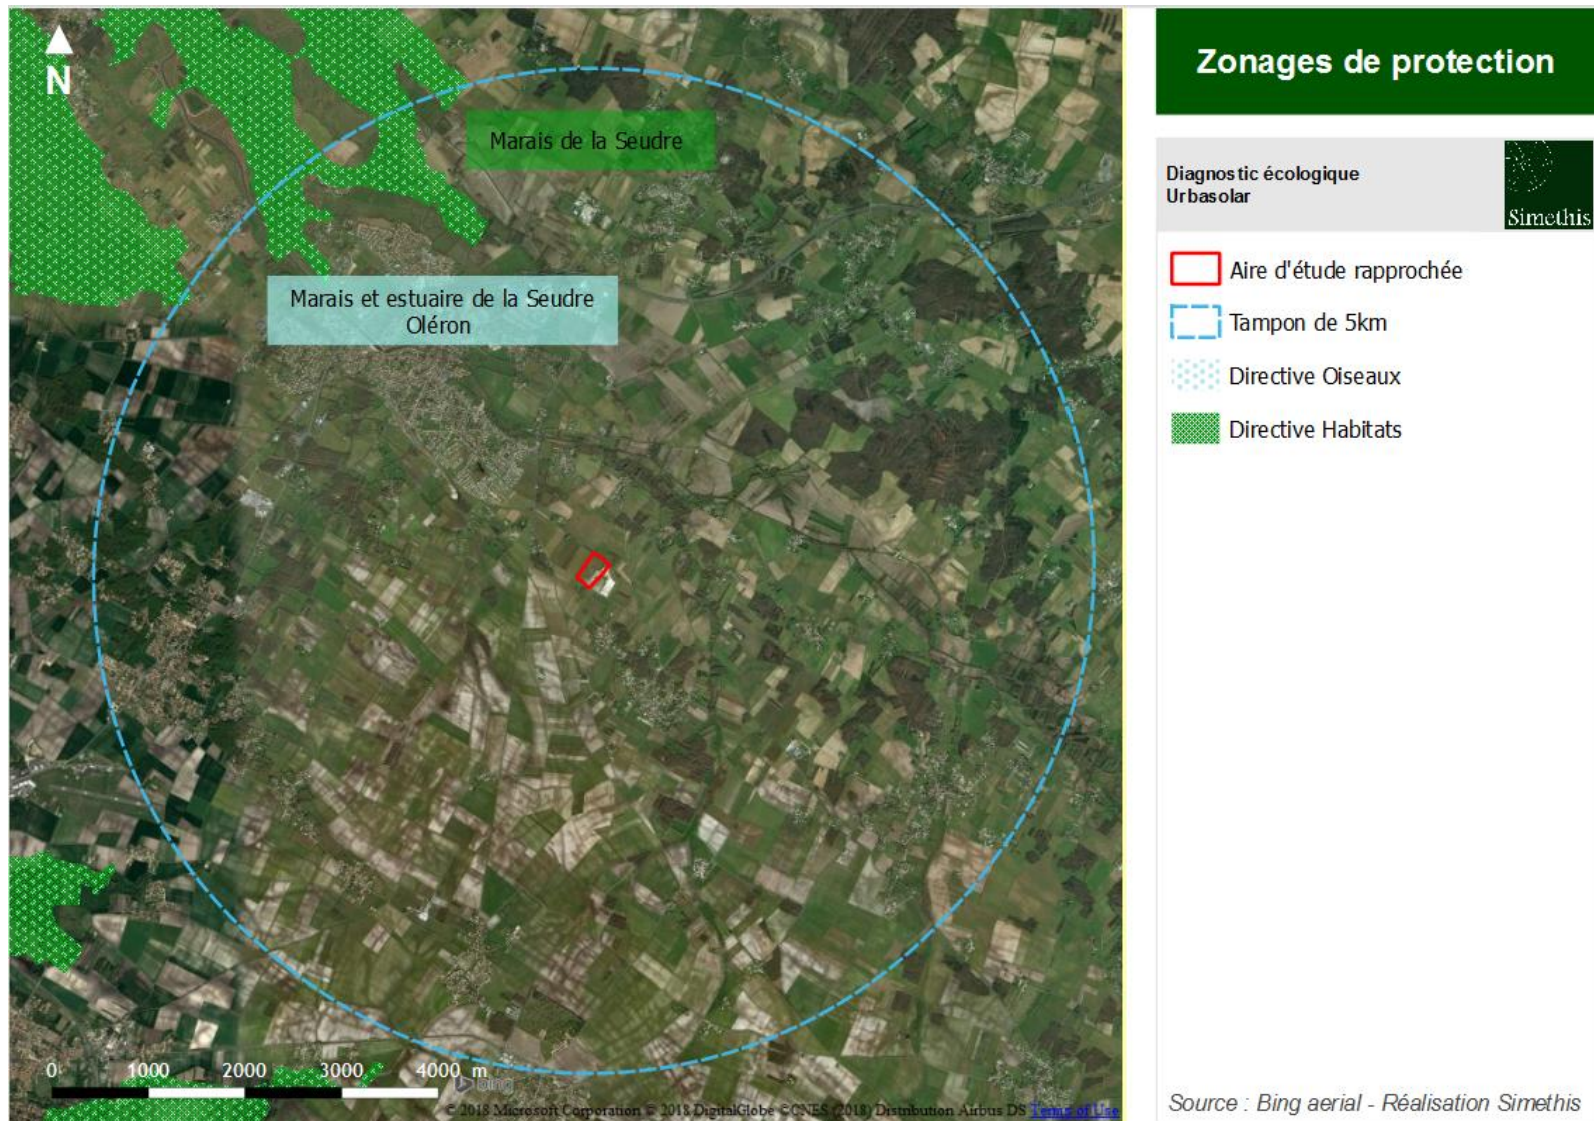 N
Marais de la Seudre
Marais et estuaire de la Seudre
Oléron
0 1000 2000 3000 4000 m
bing
© 2018 Microsoft Corporation © 2018 DigitalGlobe ©CNES (2018) Distribution Airbus DS Terms of Use
Zonages de protection
Diagnostic écologique
Urbasolar
Simethis
Aire d'étude rapprochée
Tampon de 5km
Directive Oiseaux
Directive Habitats
Source : Bing aerial - Réalisation Simethis